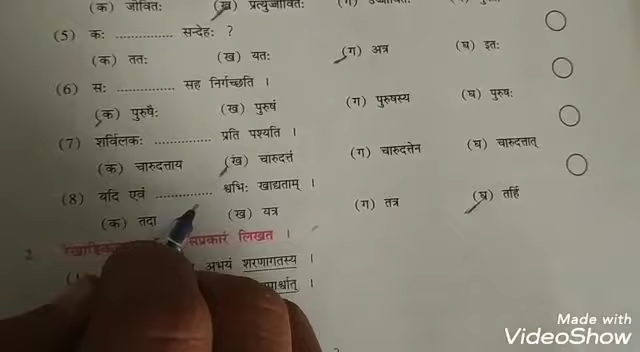 (क) जीवितः (ख) प्रत्युज्जीवितः (ग)
(5) कः ............... सन्देहः ?
(क) ततः (ख) यतः (ग) अत्र (घ) इतः
(6) सः ............... सह निर्गच्छति ।
(क) पुरुषैः (ख) पुरुषं (ग) पुरुषस्य (घ) पुरुषः
(7) शर्विलकः ............... प्रति पश्यति ।
(क) चारुदत्ताय (ख) चारुदत्तं (ग) चारुदत्तेन (घ) चारुदत्तात्
(8) यदि एवं ............... श्वभिः खाद्यताम् ।
(क) तदा (ख) यत्र (ग) तत्र (घ) तर्हि
2. सप्रकारं लिखत ।
अभयं शरणागतस्य ।
Made with
VideoShow